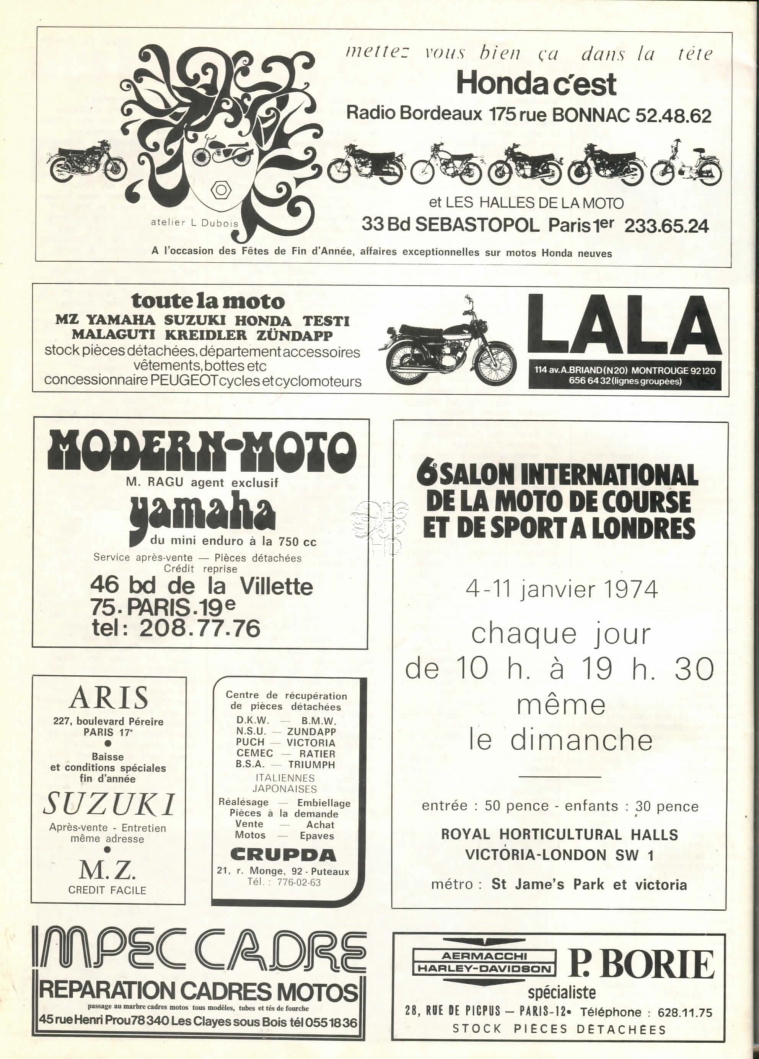 mettez vous bien ça dans la tête
Honda c'est
Radio Bordeaux 175 rue BONNAC 52.48.62
et LES HALLES DE LA MOTO
33 Bd SEBASTOPOL Paris 1er 233.65.24
atelier L Dubois
A l'occasion des Fêtes de Fin d'Année, affaires exceptionnelles sur motos Honda neuves
toute la moto
MZ YAMAHA SUZUKI HONDA TESTI
MALAGUTI KREIDLER ZÜNDAPP
stock pièces détachées, département accessoires
vêtements, bottes etc
concessionnaire PEUGEOT cycles et cyclomoteurs
LALA
114 av. A. BRIAND (N20) MONTROUGE 92120
656 64 32 (lignes groupées)
MODERN-MOTO
M. RAGU agent exclusif
yamaha
du mini enduro à la 750 cc
Service après-vente — Pièces détachées
Crédit reprise
46 bd de la Villette
75. PARIS. 19e
tel: 208.77.76
6e SALON INTERNATIONAL
DE LA MOTO DE COURSE
ET DE SPORT A LONDRES
4-11 janvier 1974
chaque jour
de 10 h. à 19 h. 30
même
le dimanche
entrée : 50 pence - enfants : 30 pence
ROYAL HORTICULTURAL HALLS
VICTORIA-LONDON SW 1
métro : St Jame's Park et victoria
ARIS
227, boulevard Péreire
PARIS 17e
Baisse
et conditions spéciales
fin d'année
SUZUKI
Après-vente - Entretien
même adresse
M.Z.
CREDIT FACILE
Centre de récupération
de pièces détachées
D.K.W. — B.M.W.
N.S.U. — ZUNDAPP
PUCH — VICTORIA
CEMEC — RATIER
B.S.A. — TRIUMPH
ITALIENNES
JAPONAISES
Réalésage — Embiellage
Pièces à la demande
Vente — Achat
Motos — Epaves
CRUPDA
21, r. Monge, 92 - Puteaux
Tél. : 776-02-63
IMPEC CADRE
REPARATION CADRES MOTOS
passage au marbre cadres motos tous modèles, tubes et tés de fourche
45 rue Henri Prou 78 340 Les Clayes sous Bois tél 055 18 36
AERMACCHI
HARLEY-DAVIDSON
P. BORIE
spécialiste
28, RUE DE PICPUS — PARIS-12e Téléphone : 628.11.75
STOCK PIECES DETACHEES